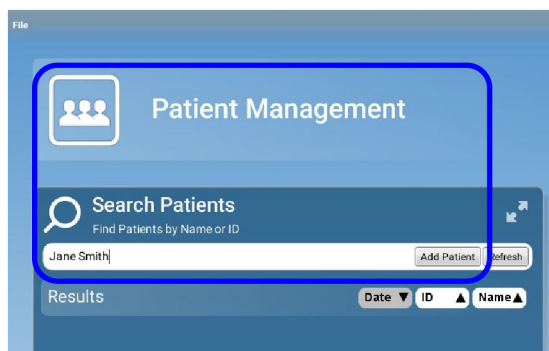 File
Patient Management
Search Patients
Find Patients by Name or ID
Jane Smith Add Patient Refresh
Results Date ▼ ID ▲ Name▲